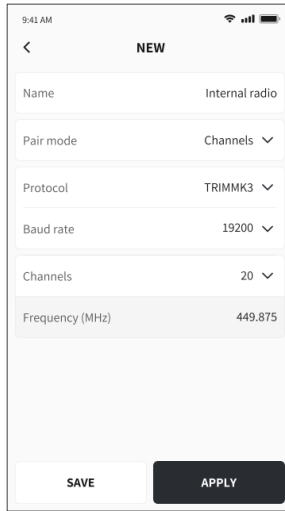 9:41 AM
NEW
Name Internal radio
Pair mode Channels
Protocol TRIMMK3
Baud rate 19200
Channels 20
Frequency (MHz) 449.875
SAVE APPLY